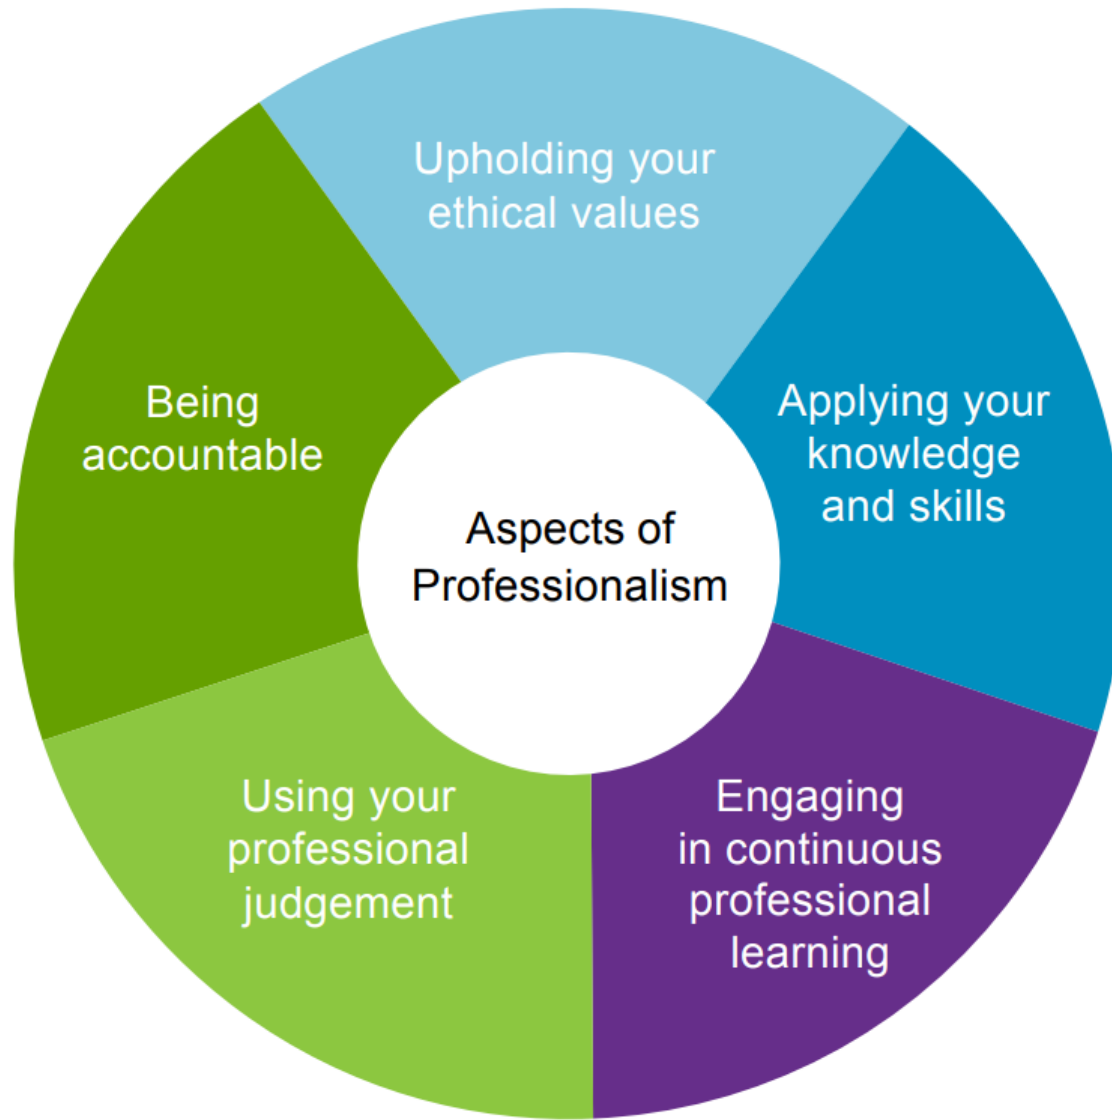 Upholding your
ethical values
Applying your
knowledge
and skills
Engaging
in continuous
professional
learning
Using your
professional
judgement
Being
accountable
Aspects of
Professionalism